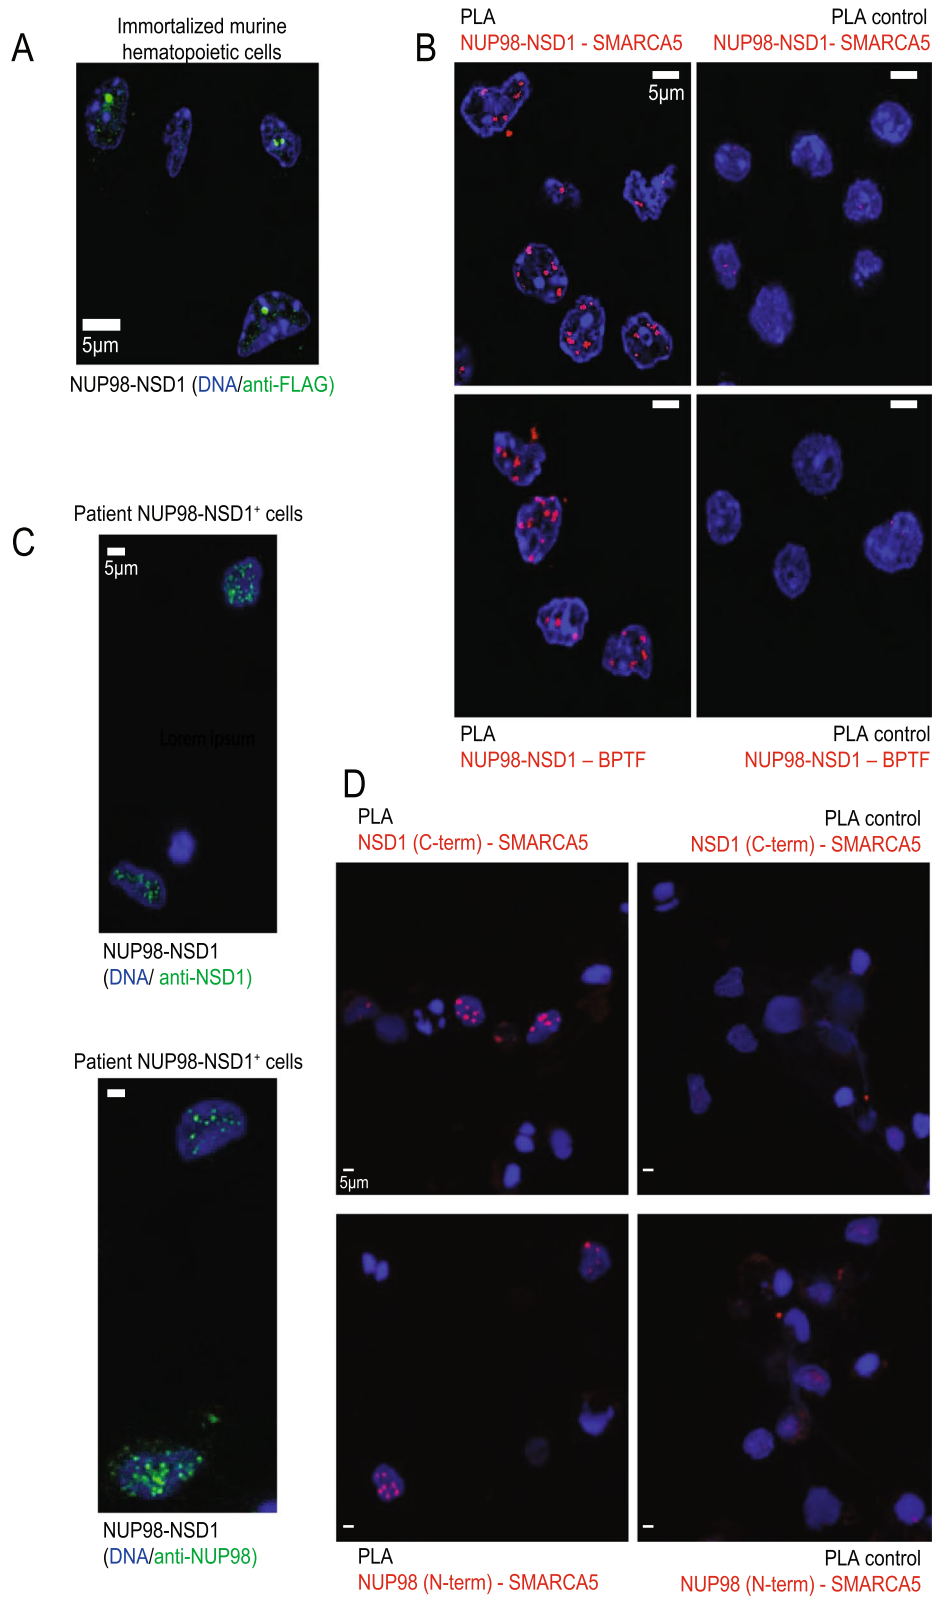 A
Immortalized murine
hematopoietic cells
5µm
NUP98-NSD1 (DNA/anti-FLAG)
B
PLA
NUP98-NSD1 - SMARCA5
PLA control
NUP98-NSD1- SMARCA5
5µm
PLA
NUP98-NSD1 – BPTF
PLA control
NUP98-NSD1 – BPTF
C
Patient NUP98-NSD1⁺ cells
5µm
Lorem ipsum
NUP98-NSD1
(DNA/ anti-NSD1)
Patient NUP98-NSD1⁺ cells
NUP98-NSD1
(DNA/anti-NUP98)
D
PLA
NSD1 (C-term) - SMARCA5
PLA control
NSD1 (C-term) - SMARCA5
5µm
PLA
NUP98 (N-term) - SMARCA5
PLA control
NUP98 (N-term) - SMARCA5